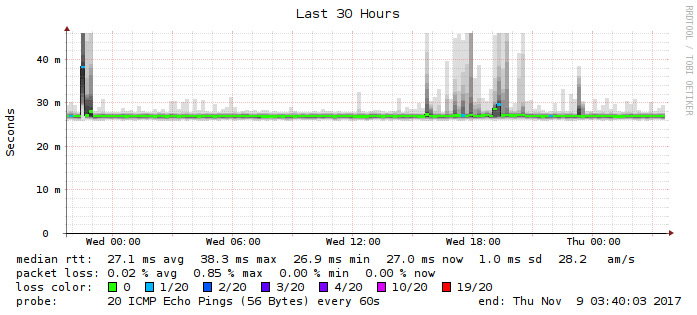 Last 30 Hours
RRDTOOL / TOBI OETIKER
Seconds
40 m
30 m
20 m
10 m
0
Wed 00:00 Wed 06:00 Wed 12:00 Wed 18:00 Thu 00:00
median rtt: 27.1 ms avg 38.3 ms max 26.9 ms min 27.0 ms now 1.0 ms sd 28.2 am/s
packet loss: 0.02 % avg 0.85 % max 0.00 % min 0.00 % now
loss color: 0 1/20 2/20 3/20 4/20 10/20 19/20
probe: 20 ICMP Echo Pings (56 Bytes) every 60s end: Thu Nov 9 03:40:03 2017